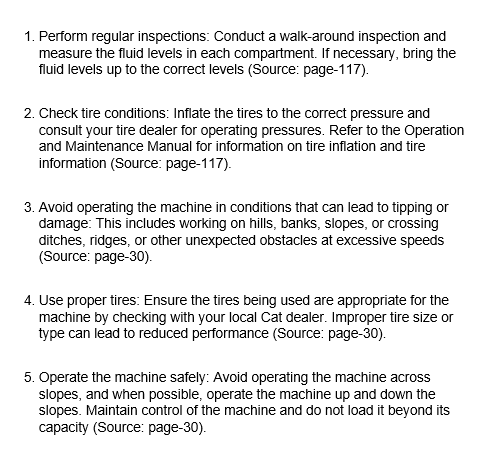 1. Perform regular inspections: Conduct a walk-around inspection and
measure the fluid levels in each compartment. If necessary, bring the
fluid levels up to the correct levels (Source: page-117).
2. Check tire conditions: Inflate the tires to the correct pressure and
consult your tire dealer for operating pressures. Refer to the Operation
and Maintenance Manual for information on tire inflation and tire
information (Source: page-117).
3. Avoid operating the machine in conditions that can lead to tipping or
damage: This includes working on hills, banks, slopes, or crossing
ditches, ridges, or other unexpected obstacles at excessive speeds
(Source: page-30).
4. Use proper tires: Ensure the tires being used are appropriate for the
machine by checking with your local Cat dealer. Improper tire size or
type can lead to reduced performance (Source: page-30).
5. Operate the machine safely: Avoid operating the machine across
slopes, and when possible, operate the machine up and down the
slopes. Maintain control of the machine and do not load it beyond its
capacity (Source: page-30).